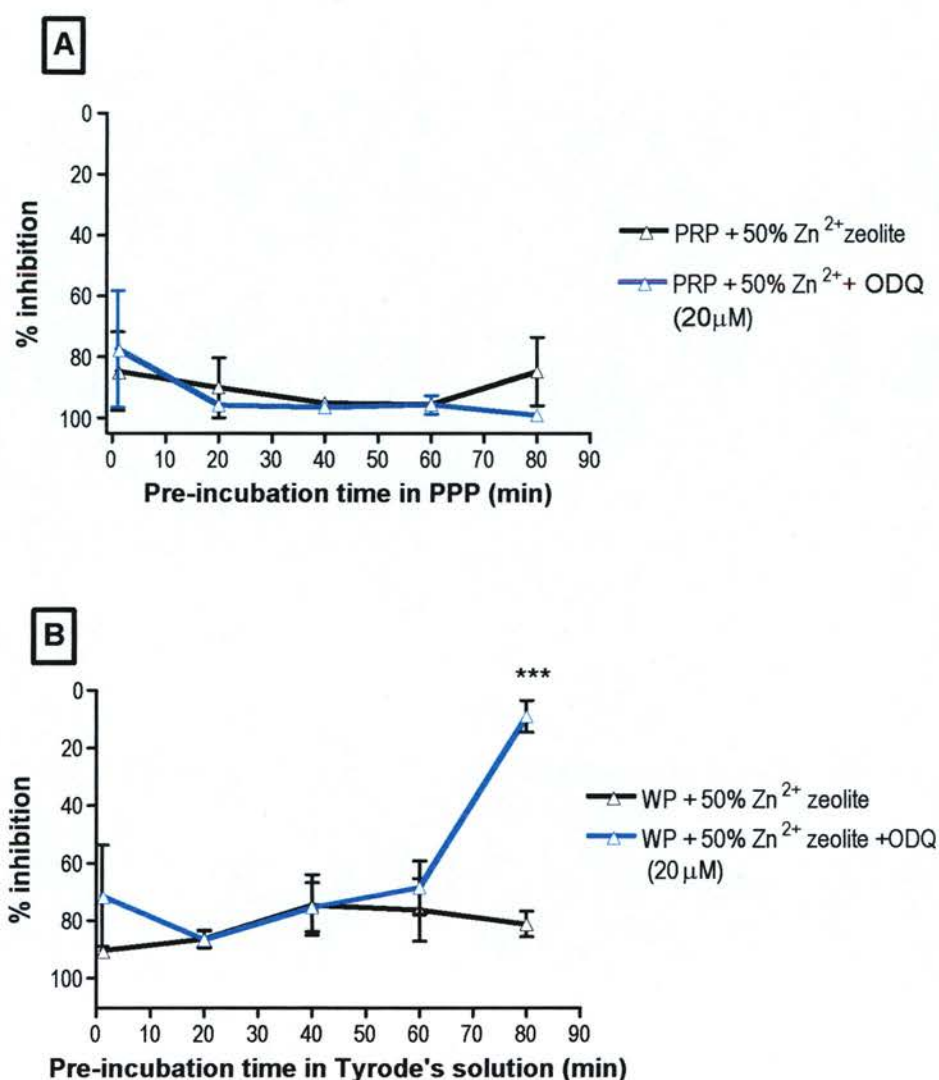 A
0
20
40
60
80
100
% inhibition
0 10 20 30 40 50 60 70 80 90
Pre-incubation time in PPP (min)
PRP + 50% Zn 2+ zeolite
PRP + 50% Zn 2+ + ODQ
(20µM)
B
***
0
20
40
60
80
100
% inhibition
0 10 20 30 40 50 60 70 80 90
Pre-incubation time in Tyrode's solution (min)
WP + 50% Zn 2+ zeolite
WP + 50% Zn 2+ zeolite +ODQ
(20 µM)